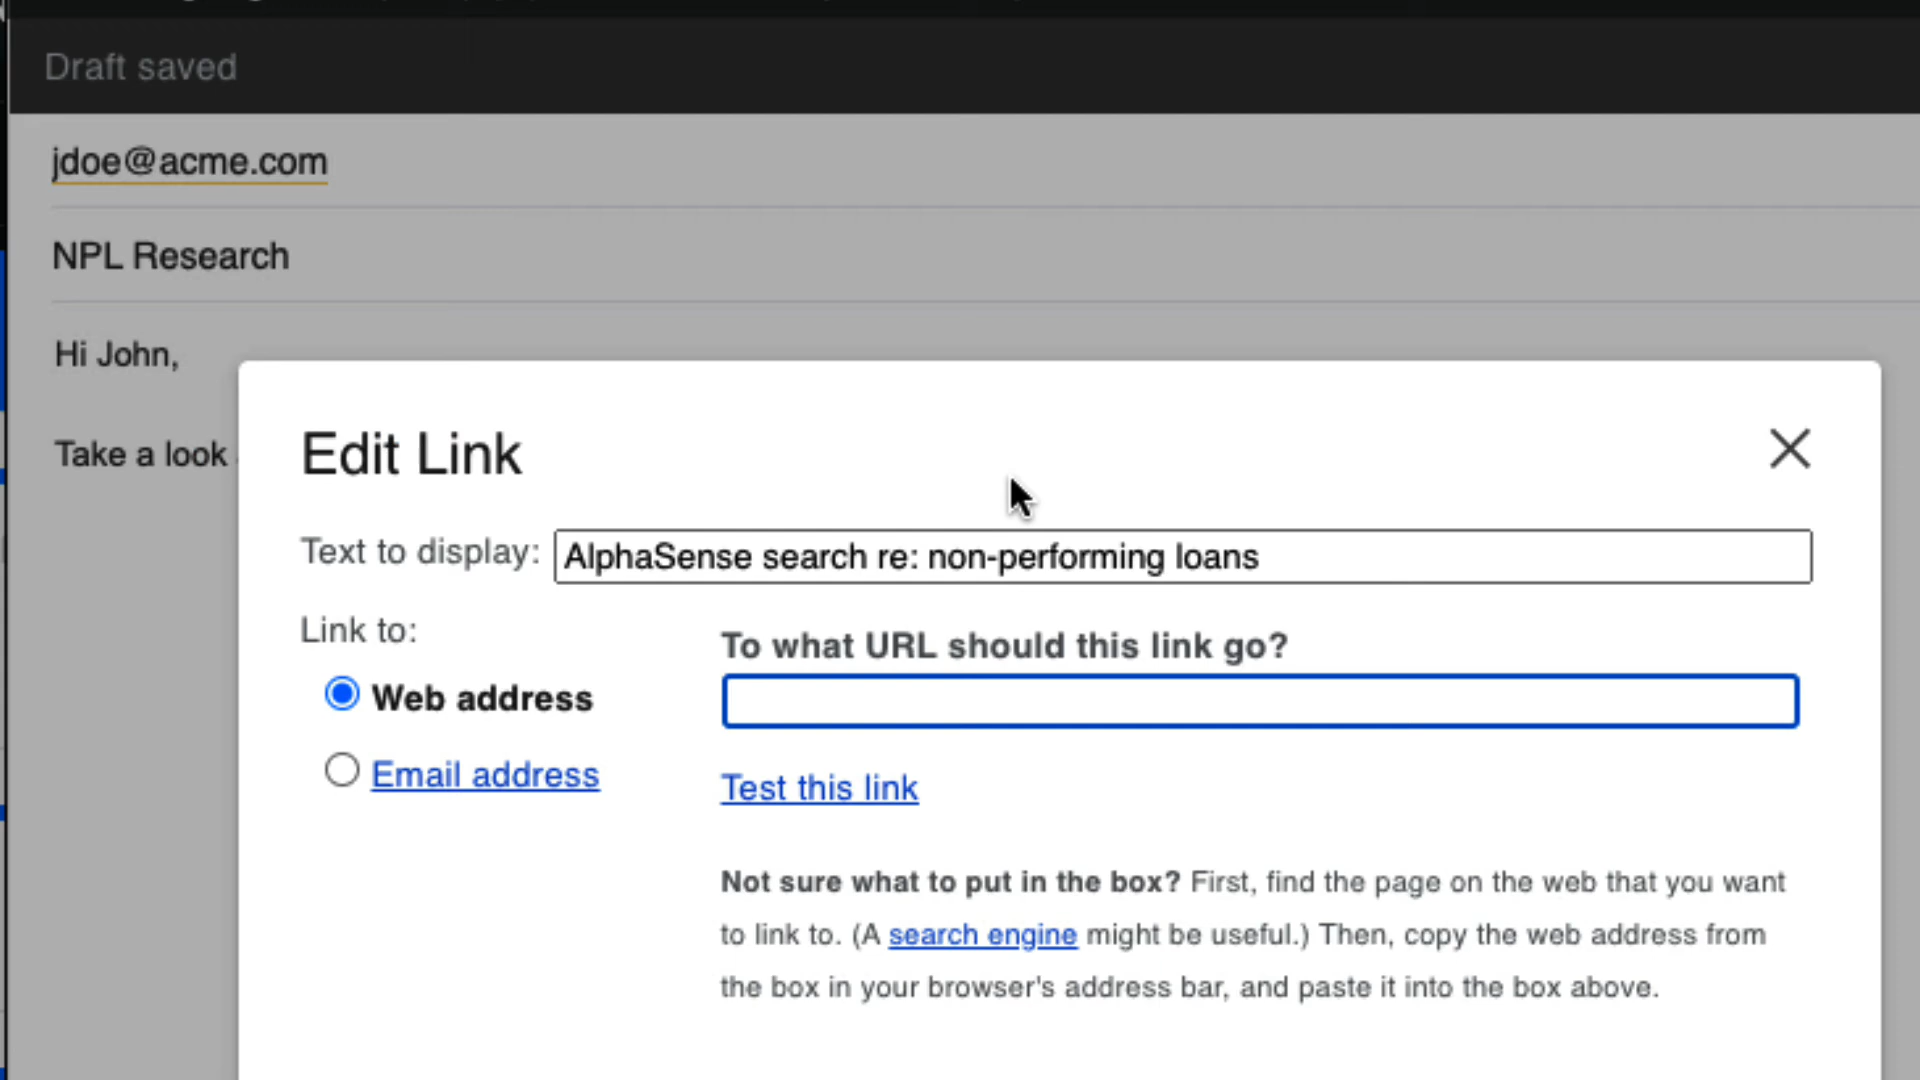 Draft saved
jdoe@acme.com
NPL Research
Hi John,
Take a look
Edit Link
Text to display: AlphaSense search re: non-performing loans
Link to:
To what URL should this link go?
Web address
Email address
Test this link
Not sure what to put in the box? First, find the page on the web that you want
to link to. (A search engine might be useful.) Then, copy the web address from
the box in your browser's address bar, and paste it into the box above.